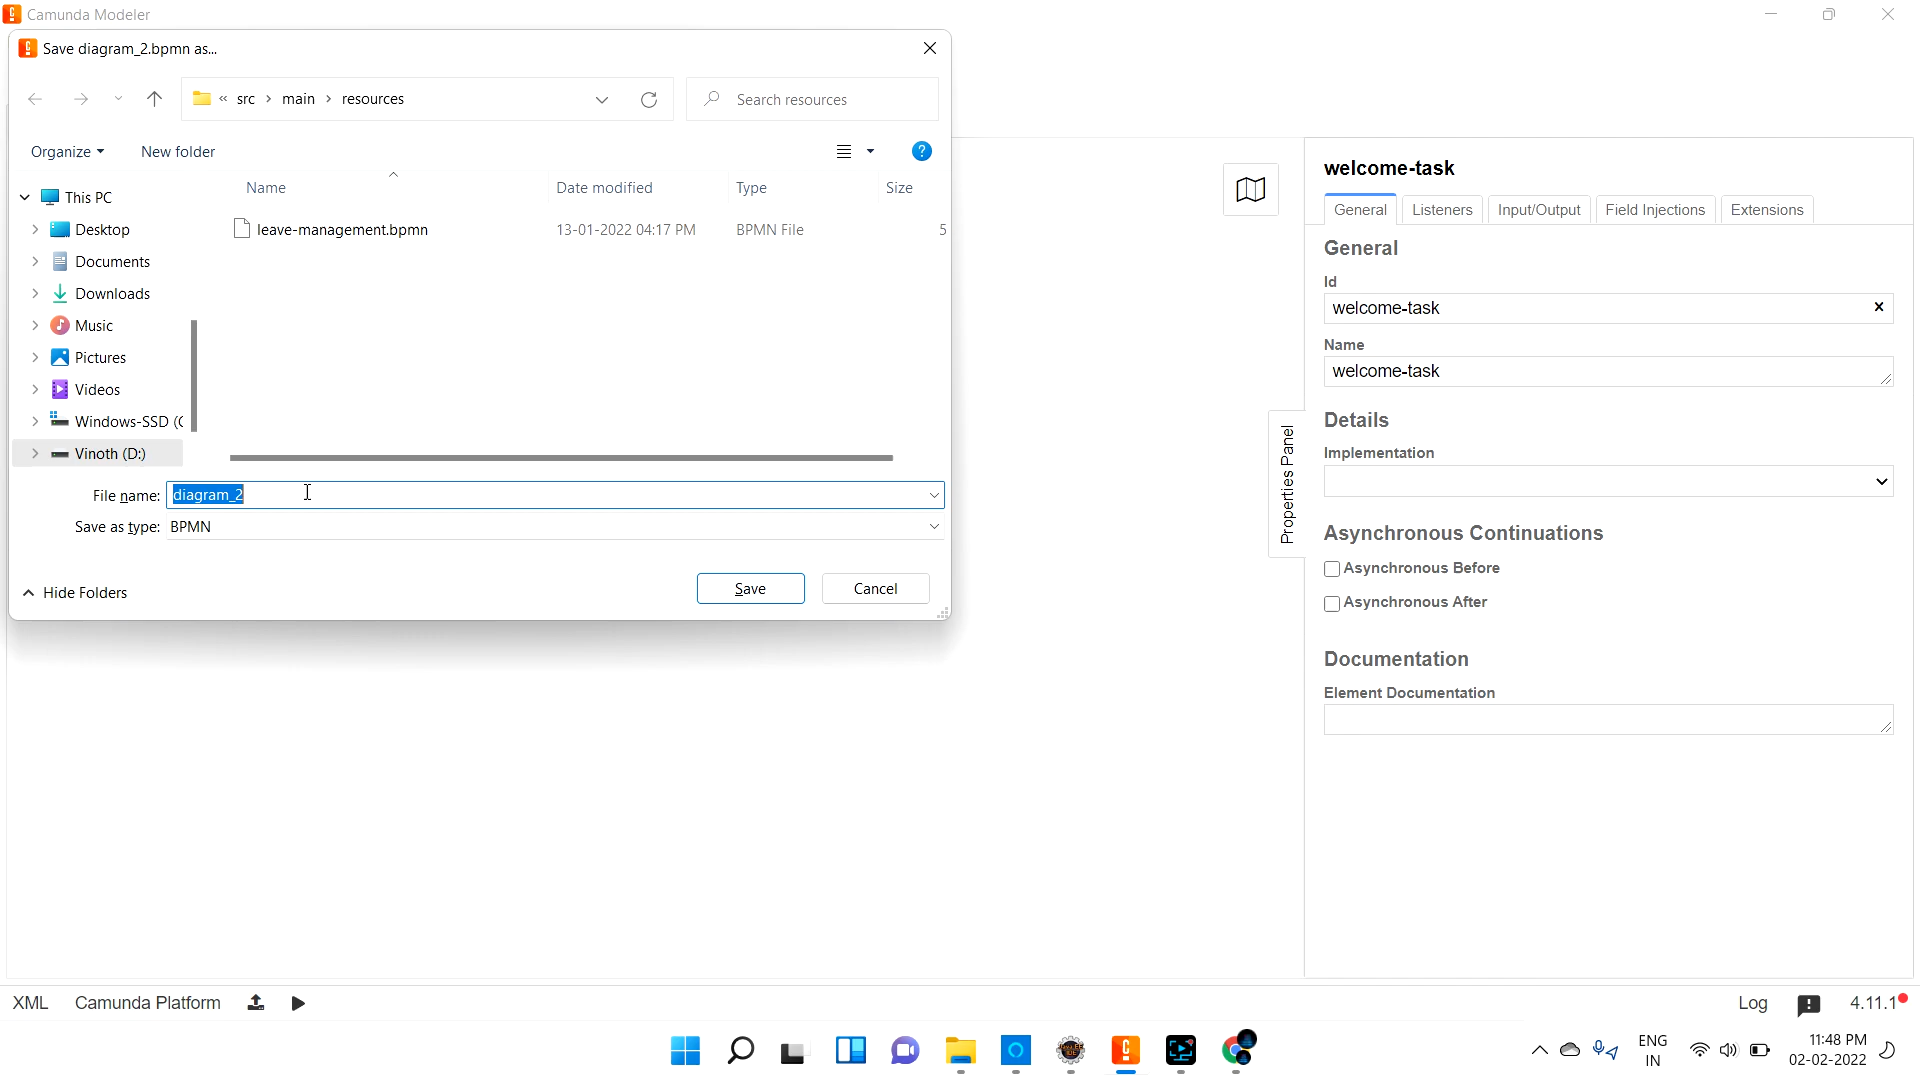 Camunda Modeler
Save diagram_2.bpmn as...
« src › main › resources
Search resources
Organize
New folder
Name
Date modified
Type
Size
This PC
Desktop
Documents
Downloads
Music
Pictures
Videos
Windows-SSD (C
Vinoth (D:)
leave-management.bpmn
13-01-2022 04:17 PM
BPMN File
5
File name: diagram_2
Save as type: BPMN
Hide Folders
Save
Cancel
Properties Panel
welcome-task
General
Listeners
Input/Output
Field Injections
Extensions
General
Id
welcome-task
Name
welcome-task
Details
Implementation
Asynchronous Continuations
Asynchronous Before
Asynchronous After
Documentation
Element Documentation
XML
Camunda Platform
Log
4.11.1
ENG
IN
11:48 PM
02-02-2022